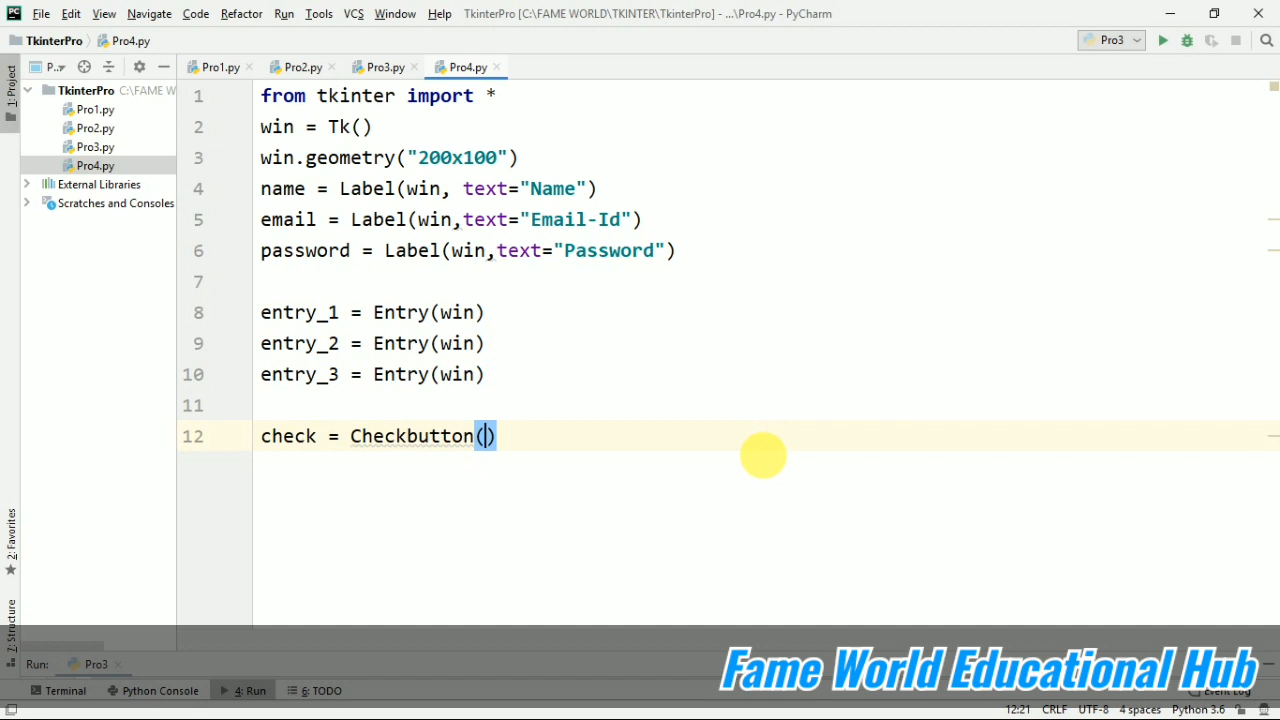 File Edit View Navigate Code Refactor Run Tools VCS Window Help TkinterPro [C:\FAME WORLD\TKINTER\TkinterPro] - ...\Pro4.py - PyCharm
TkinterPro Pro4.py Pro3
P.. Pro1.py Pro2.py Pro3.py Pro4.py
1: Project
TkinterPro C:\FAME W
Pro1.py
Pro2.py
Pro3.py
Pro4.py
External Libraries
Scratches and Consoles
1 from tkinter import *
2 win = Tk()
3 win.geometry("200x100")
4 name = Label(win, text="Name")
5 email = Label(win,text="Email-Id")
6 password = Label(win,text="Password")
7
8 entry_1 = Entry(win)
9 entry_2 = Entry(win)
10 entry_3 = Entry(win)
11
12 check = Checkbutton()
2: Favorites
Z: Structure
Run: Pro3
Fame World Educational Hub
Terminal Python Console 4: Run 6: TODO Event Log
12:21 CRLF UTF-8 4 spaces Python 3.6